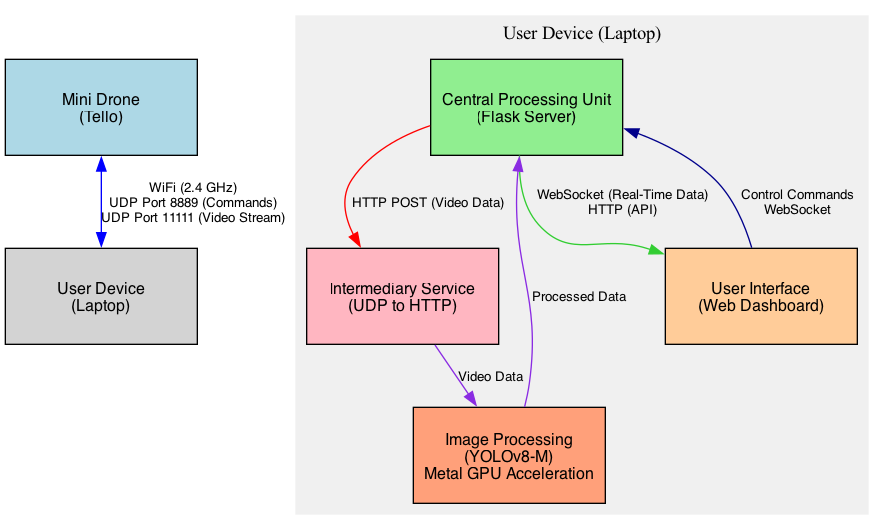 User Device (Laptop)
Mini Drone
(Tello)
Central Processing Unit
(Flask Server)
WiFi (2.4 GHz)
UDP Port 8889 (Commands)
UDP Port 11111 (Video Stream)
HTTP POST (Video Data)
WebSocket (Real-Time Data)
HTTP (API)
Control Commands
WebSocket
User Device
(Laptop)
Intermediary Service
(UDP to HTTP)
Processed Data
User Interface
(Web Dashboard)
Video Data
Image Processing
(YOLOv8-M)
Metal GPU Acceleration